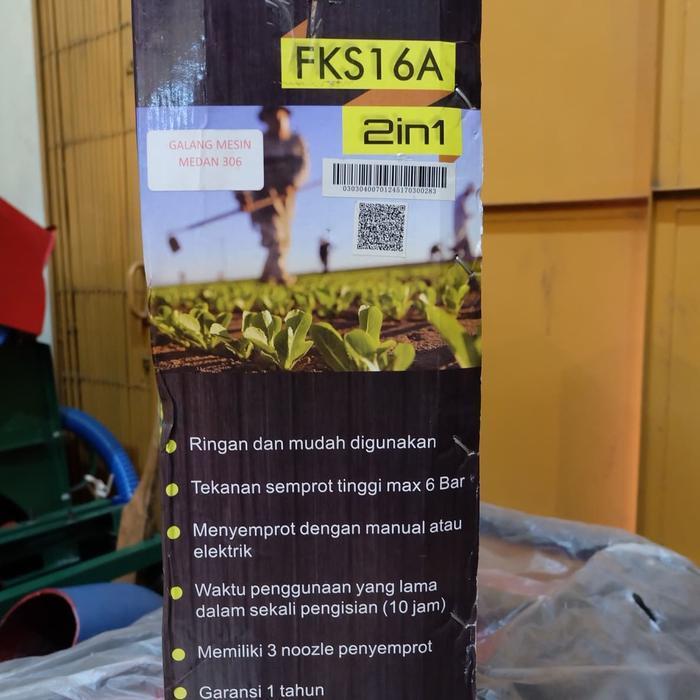 FKS16A
2in1
GALANG MESIN
MEDAN 306
03030400701245170300283
Ringan dan mudah digunakan
Tekanan semprot tinggi max 6 Bar
Menyemprot dengan manual atau
elektrik
Waktu penggunaan yang lama
dalam sekali pengisian (10 jam)
Memiliki 3 noozle penyemprot
Garansi 1 tahun